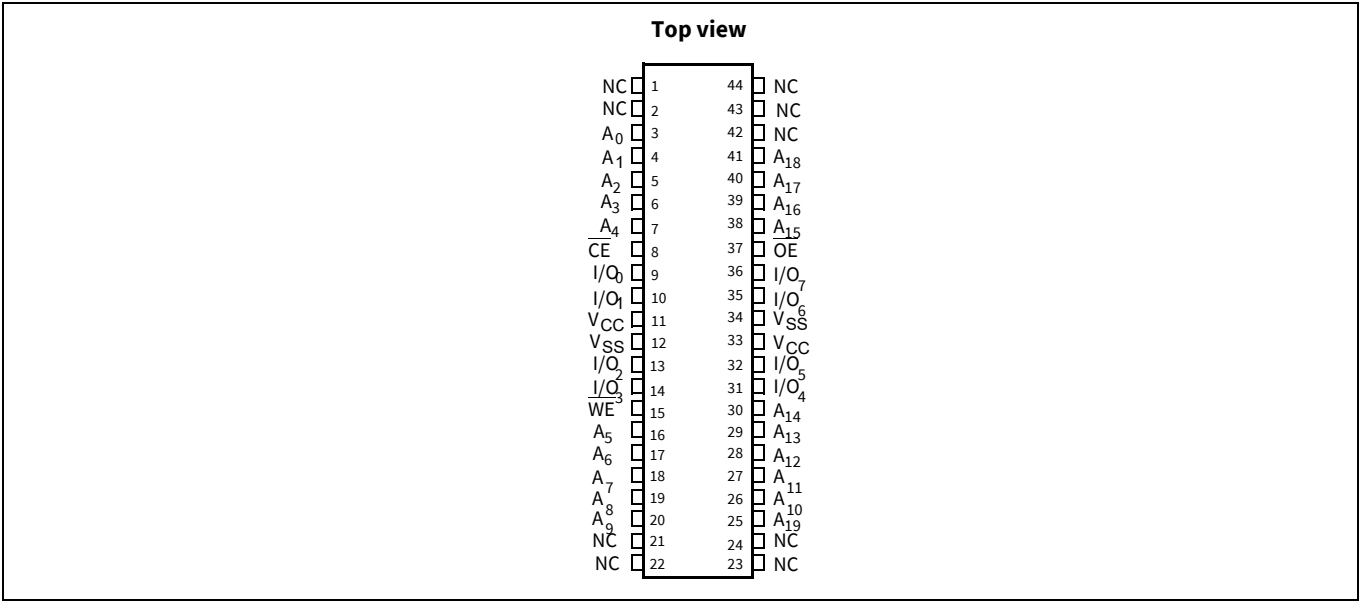 Top view
NC 1 44 NC
NC 2 43 NC
A0 3 42 NC
A1 4 41 A18
A2 5 40 A17
A3 6 39 A16
A4 7 38 A15
C̅E̅ 8 37 O̅E̅
I/O0 9 36 I/O7
I/O1 10 35 I/O6
VCC 11 34 VSS
VSS 12 33 VCC
I/O2 13 32 I/O5
I/O3 14 31 I/O4
W̅E̅ 15 30 A14
A5 16 29 A13
A6 17 28 A12
A7 18 27 A11
A8 19 26 A10
A9 20 25 A19
NC 21 24 NC
NC 22 23 NC